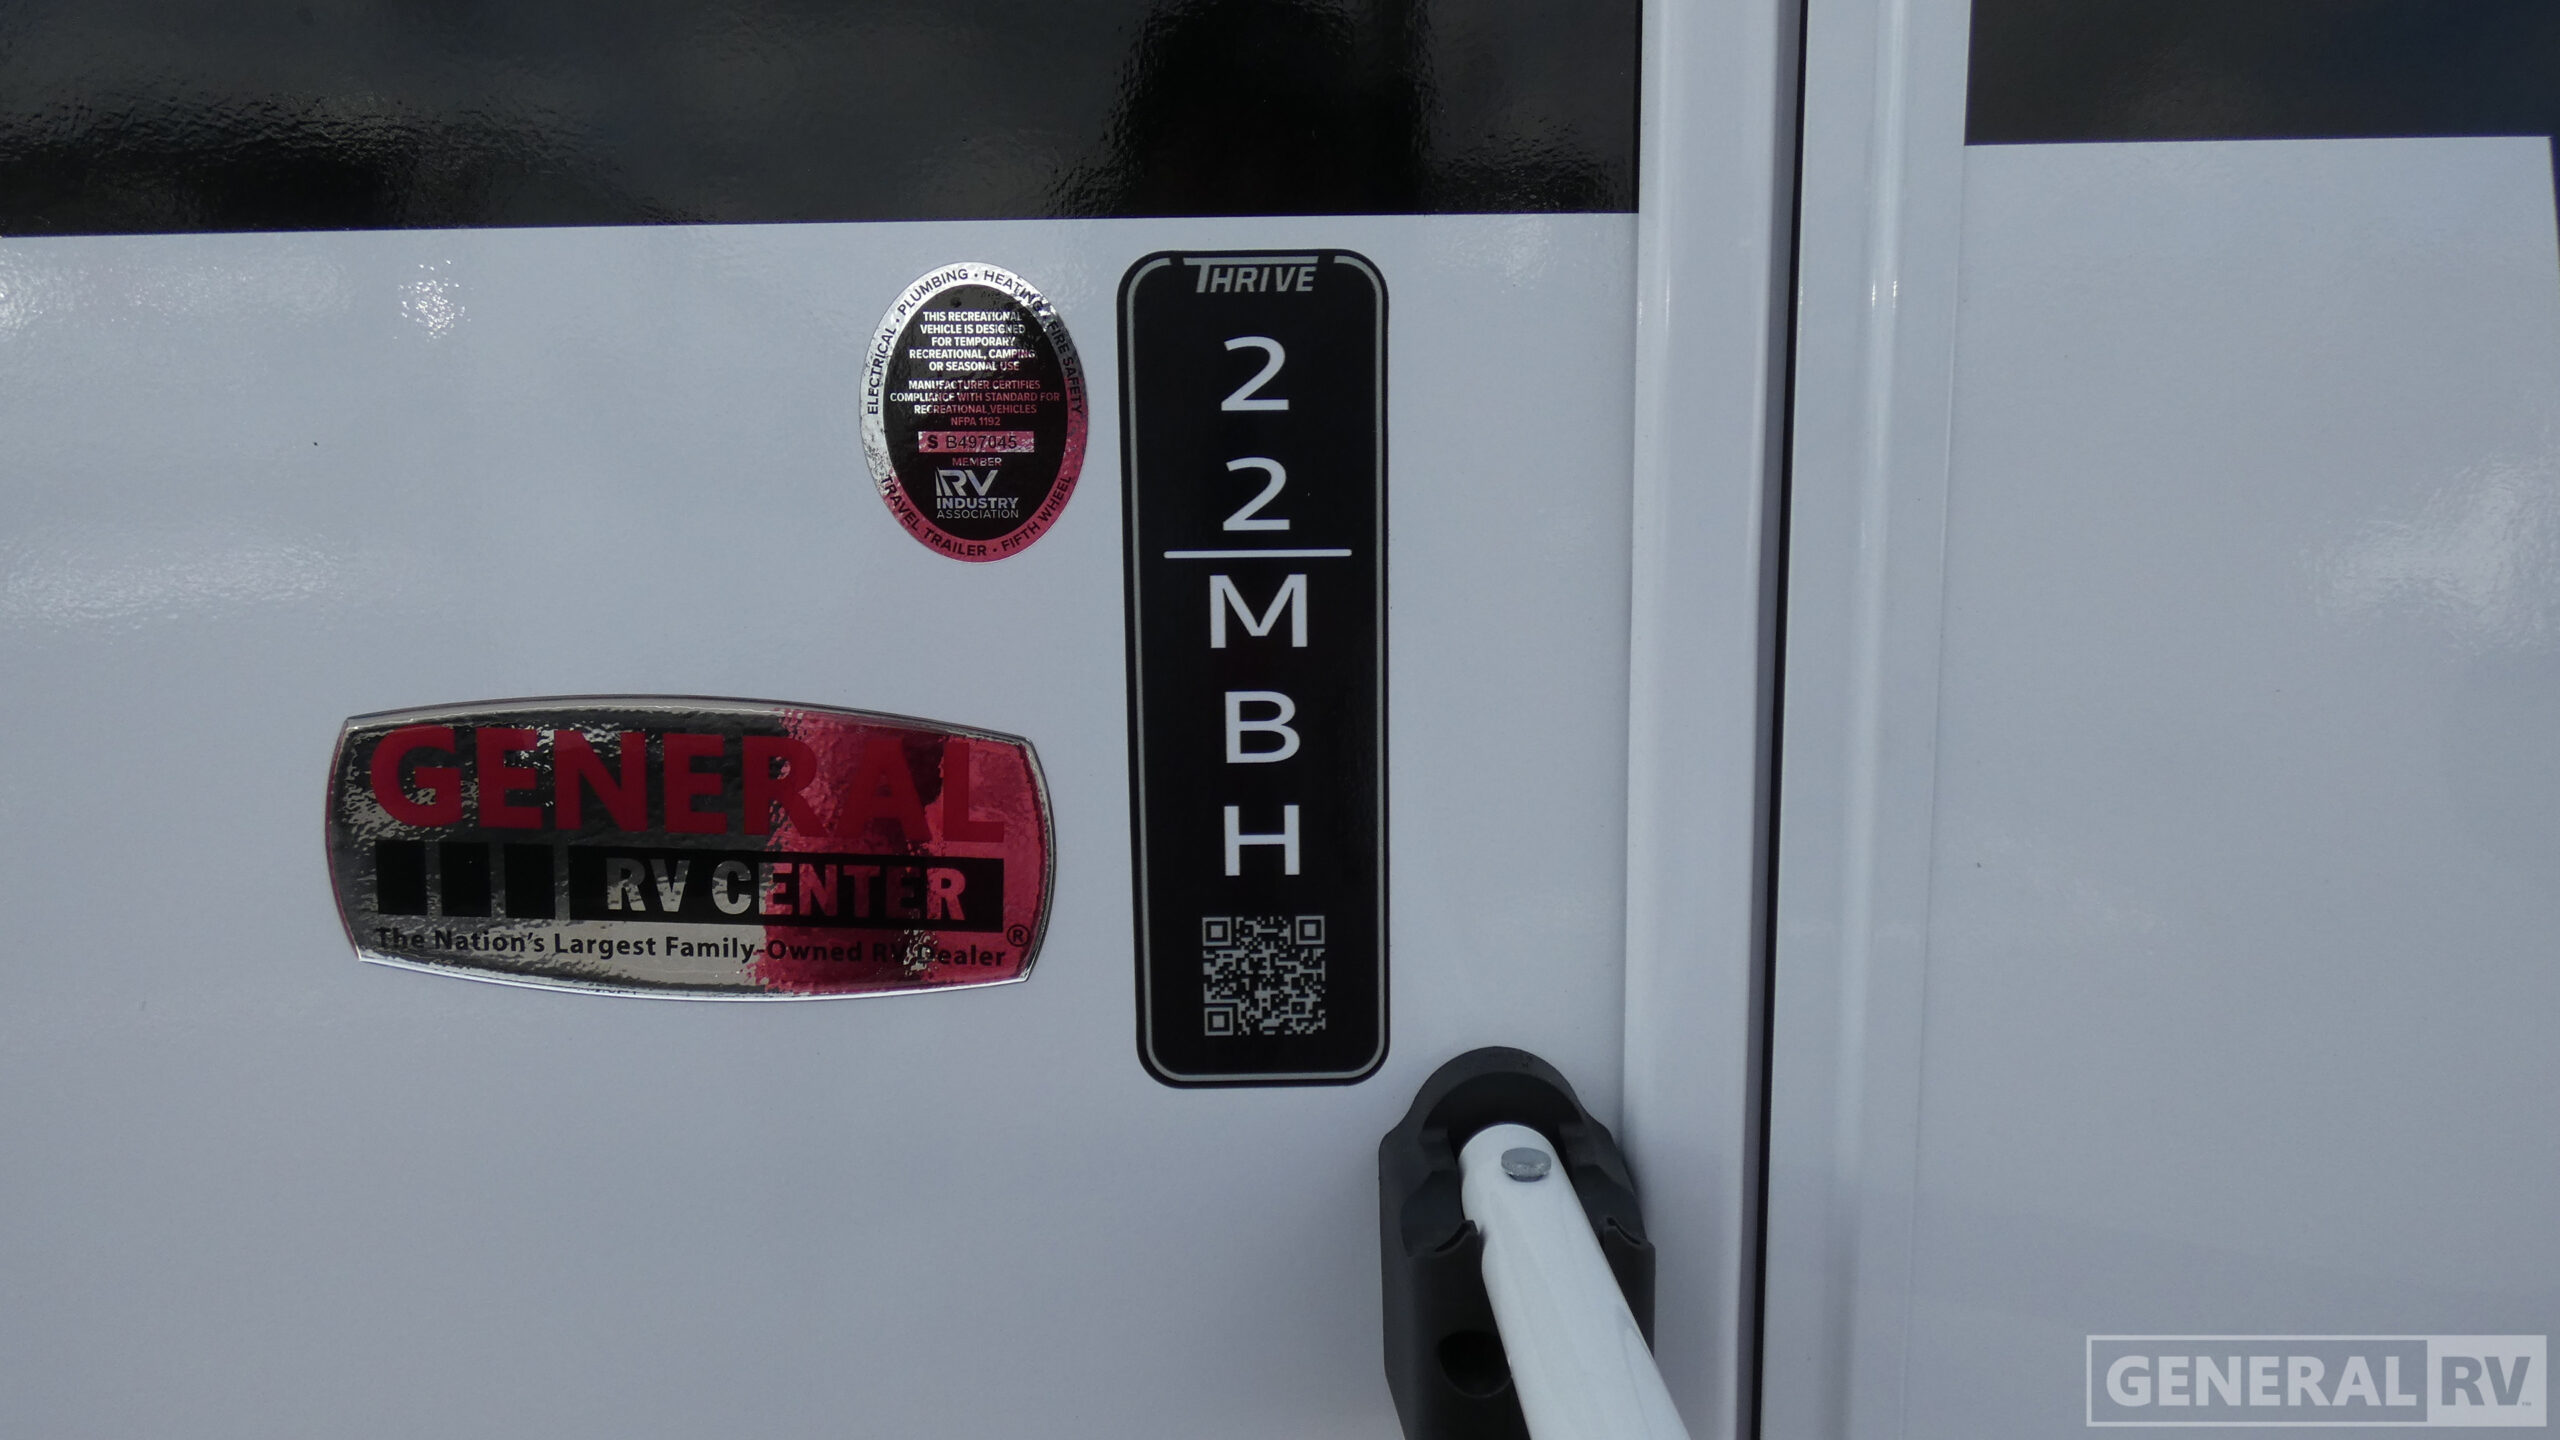 ELECTRICAL • PLUMBING • HEATING • FIRE SAFETY
THIS RECREATIONAL
VEHICLE IS DESIGNED
FOR TEMPORARY
RECREATIONAL, CAMPING
OR SEASONAL USE
MANUFACTURER CERTIFIES
COMPLIANCE WITH STANDARD FOR
RECREATIONAL VEHICLES
NFPA 1192
S B497045
MEMBER
RV
INDUSTRY
ASSOCIATION
TRAVEL TRAILER • FIFTH WHEEL
THRIVE
2
2
M
B
H
GENERAL
RV CENTER
The Nation's Largest Family-Owned RV Dealer®
GENERAL RV™